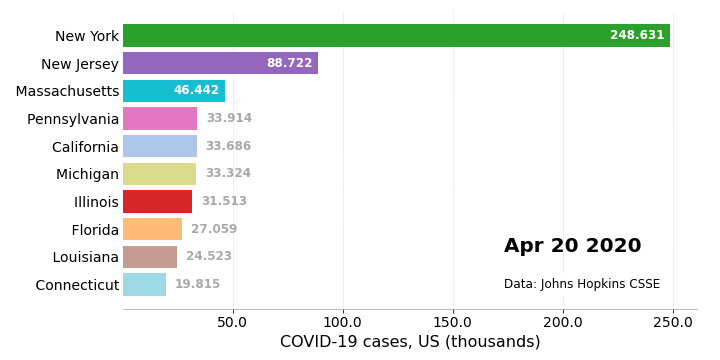 New York 248.631
New Jersey 88.722
Massachusetts 46.442
Pennsylvania 33.914
California 33.686
Michigan 33.324
Illinois 31.513
Florida 27.059
Louisiana 24.523
Connecticut 19.815
Apr 20 2020
Data: Johns Hopkins CSSE
50.0 100.0 150.0 200.0 250.0
COVID-19 cases, US (thousands)